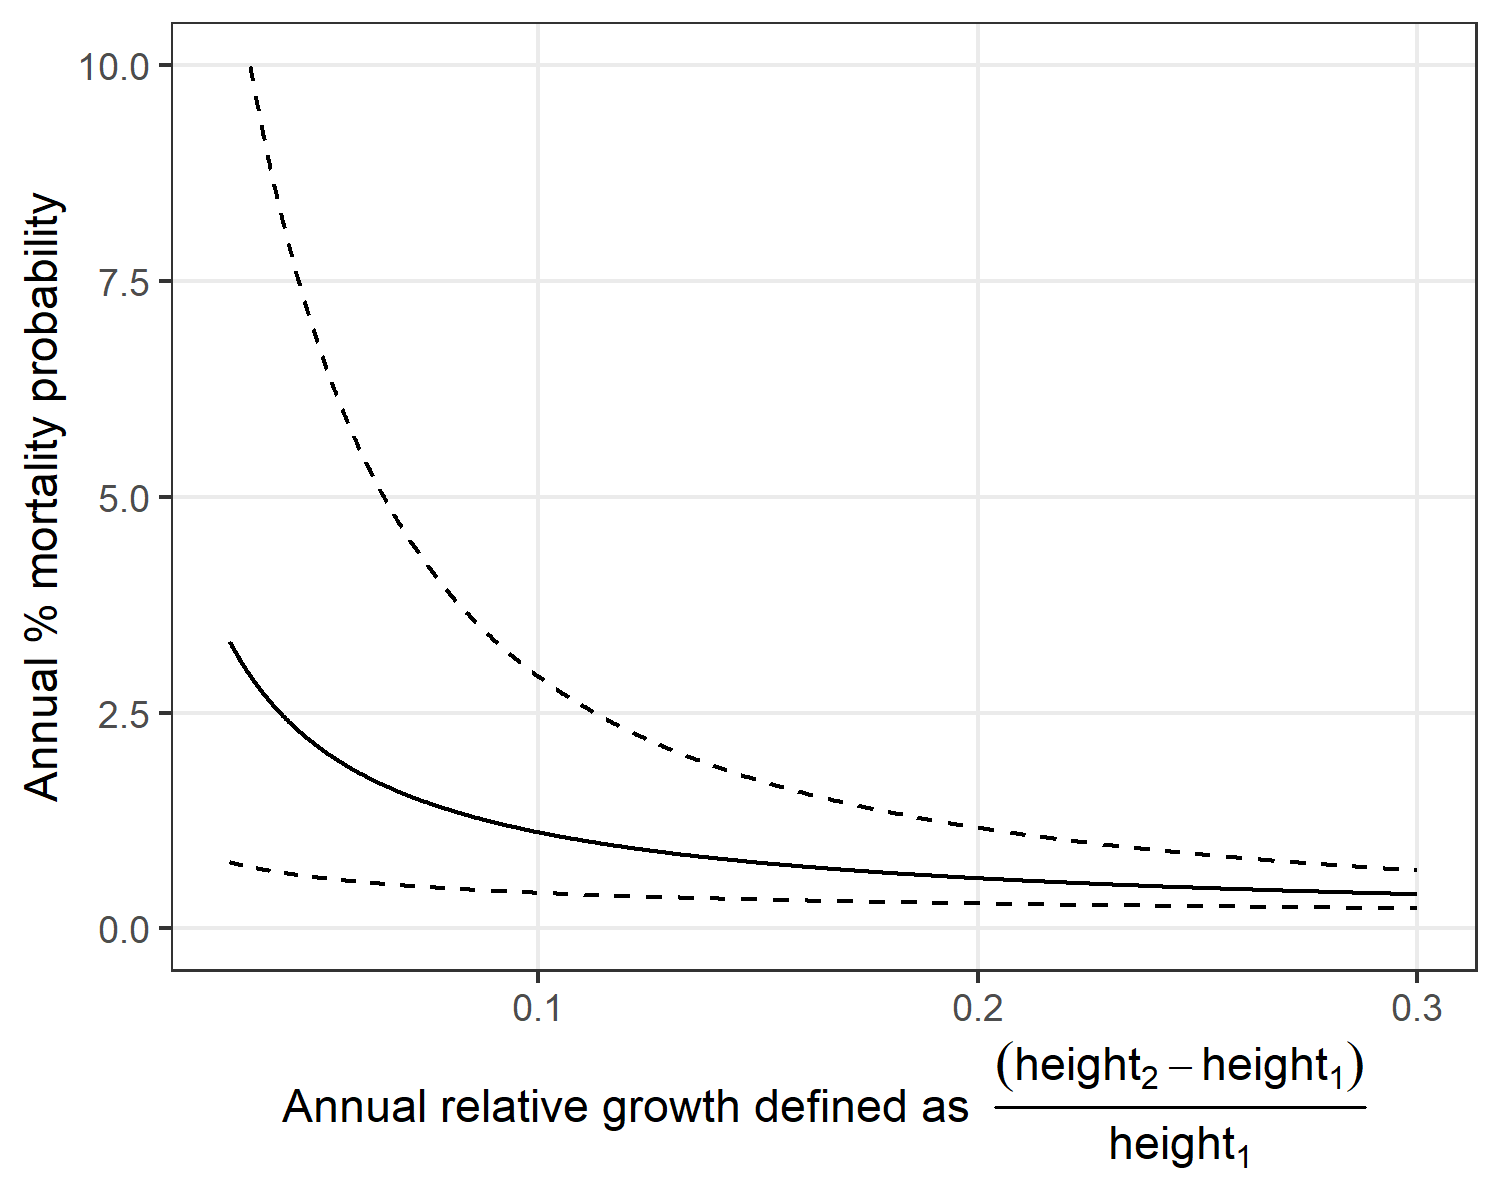 10.0
7.5
5.0
2.5
0.0
Annual % mortality probability
0.1 0.2 0.3
Annual relative growth defined as (height₂ − height₁)
height₁